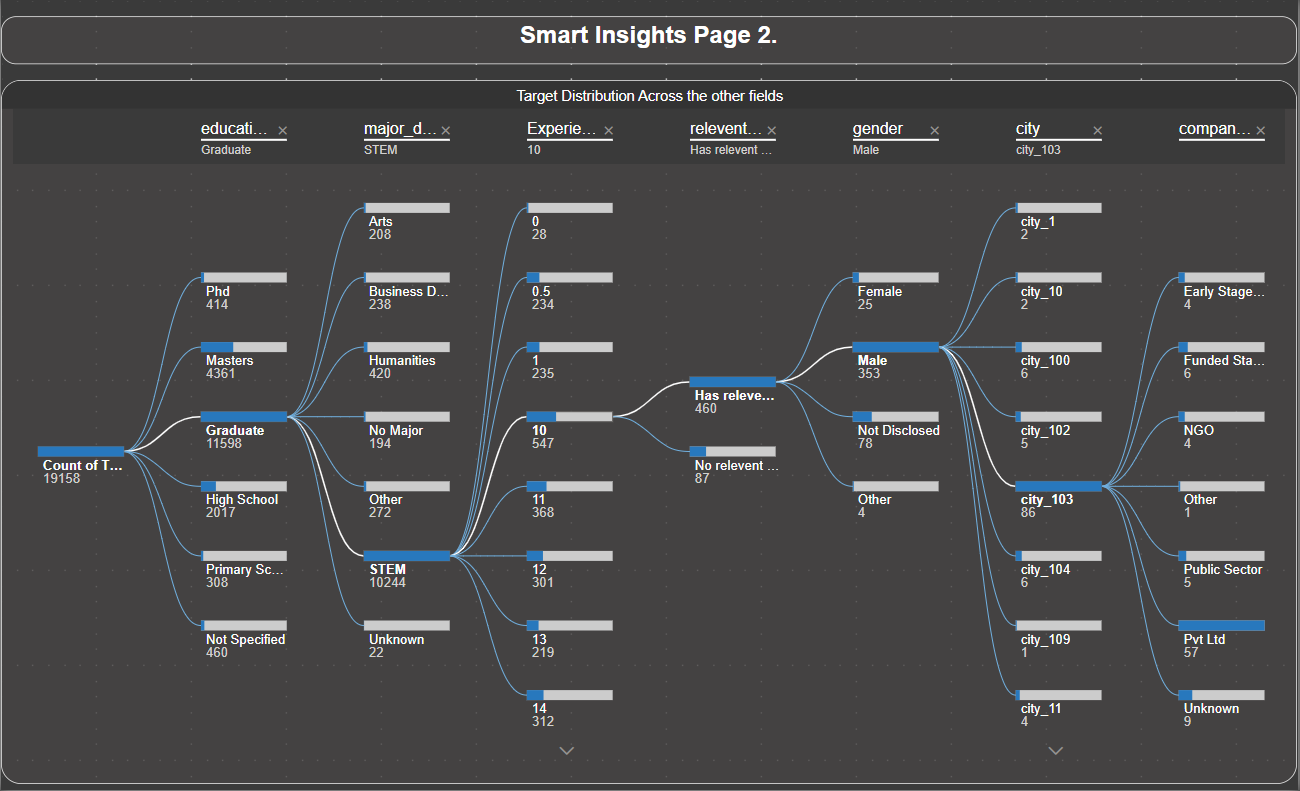 Smart Insights Page 2.
Target Distribution Across the other fields
educati... ×
Graduate
major_d... ×
STEM
Experie... ×
10
relevent... ×
Has relevent ...
gender ×
Male
city ×
city_103
compan... ×
Count of T...
19158
Phd
414
Masters
4361
Graduate
11598
High School
2017
Primary Sc...
308
Not Specified
460
Arts
208
Business D...
238
Humanities
420
No Major
194
Other
272
STEM
10244
Unknown
22
0
28
0.5
234
1
235
10
547
11
368
12
301
13
219
14
312
Has releve...
460
No relevent ...
87
Female
25
Male
353
Not Disclosed
78
Other
4
city_1
2
city_10
2
city_100
6
city_102
5
city_103
86
city_104
6
city_109
1
city_11
4
Early Stage...
4
Funded Sta...
6
NGO
4
Other
1
Public Sector
5
Pvt Ltd
57
Unknown
9